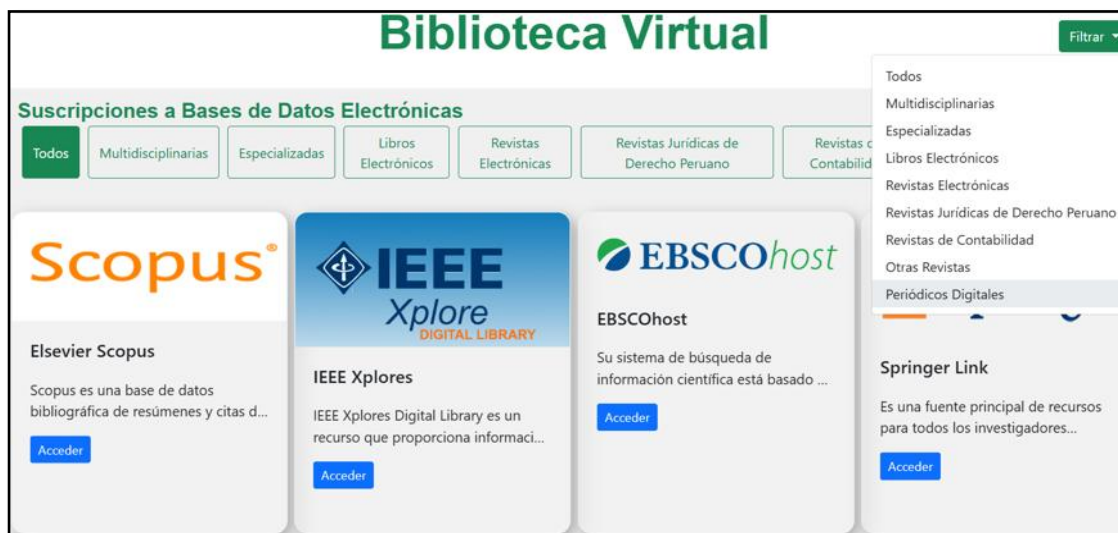 Biblioteca Virtual
Filtrar
Todos
Multidisciplinarias
Especializadas
Libros Electrónicos
Revistas Electrónicas
Revistas Jurídicas de Derecho Peruano
Revistas de Contabilidad
Otras Revistas
Periódicos Digitales
Suscripciones a Bases de Datos Electrónicas
Todos
Multidisciplinarias
Especializadas
Libros
Electrónicos
Revistas
Electrónicas
Revistas Jurídicas de
Derecho Peruano
Revistas
Scopus®
Elsevier Scopus
Scopus es una base de datos
bibliográfica de resúmenes y citas d...
Acceder
IEEE
Xplore
DIGITAL LIBRARY
IEEE Xplores
IEEE Xplores Digital Library es un
recurso que proporciona informaci...
Acceder
EBSCOhost
EBSCOhost
Su sistema de búsqueda de
información científica está basado ...
Acceder
Springer Link
Es una fuente principal de recursos
para todos los investigadores...
Acceder